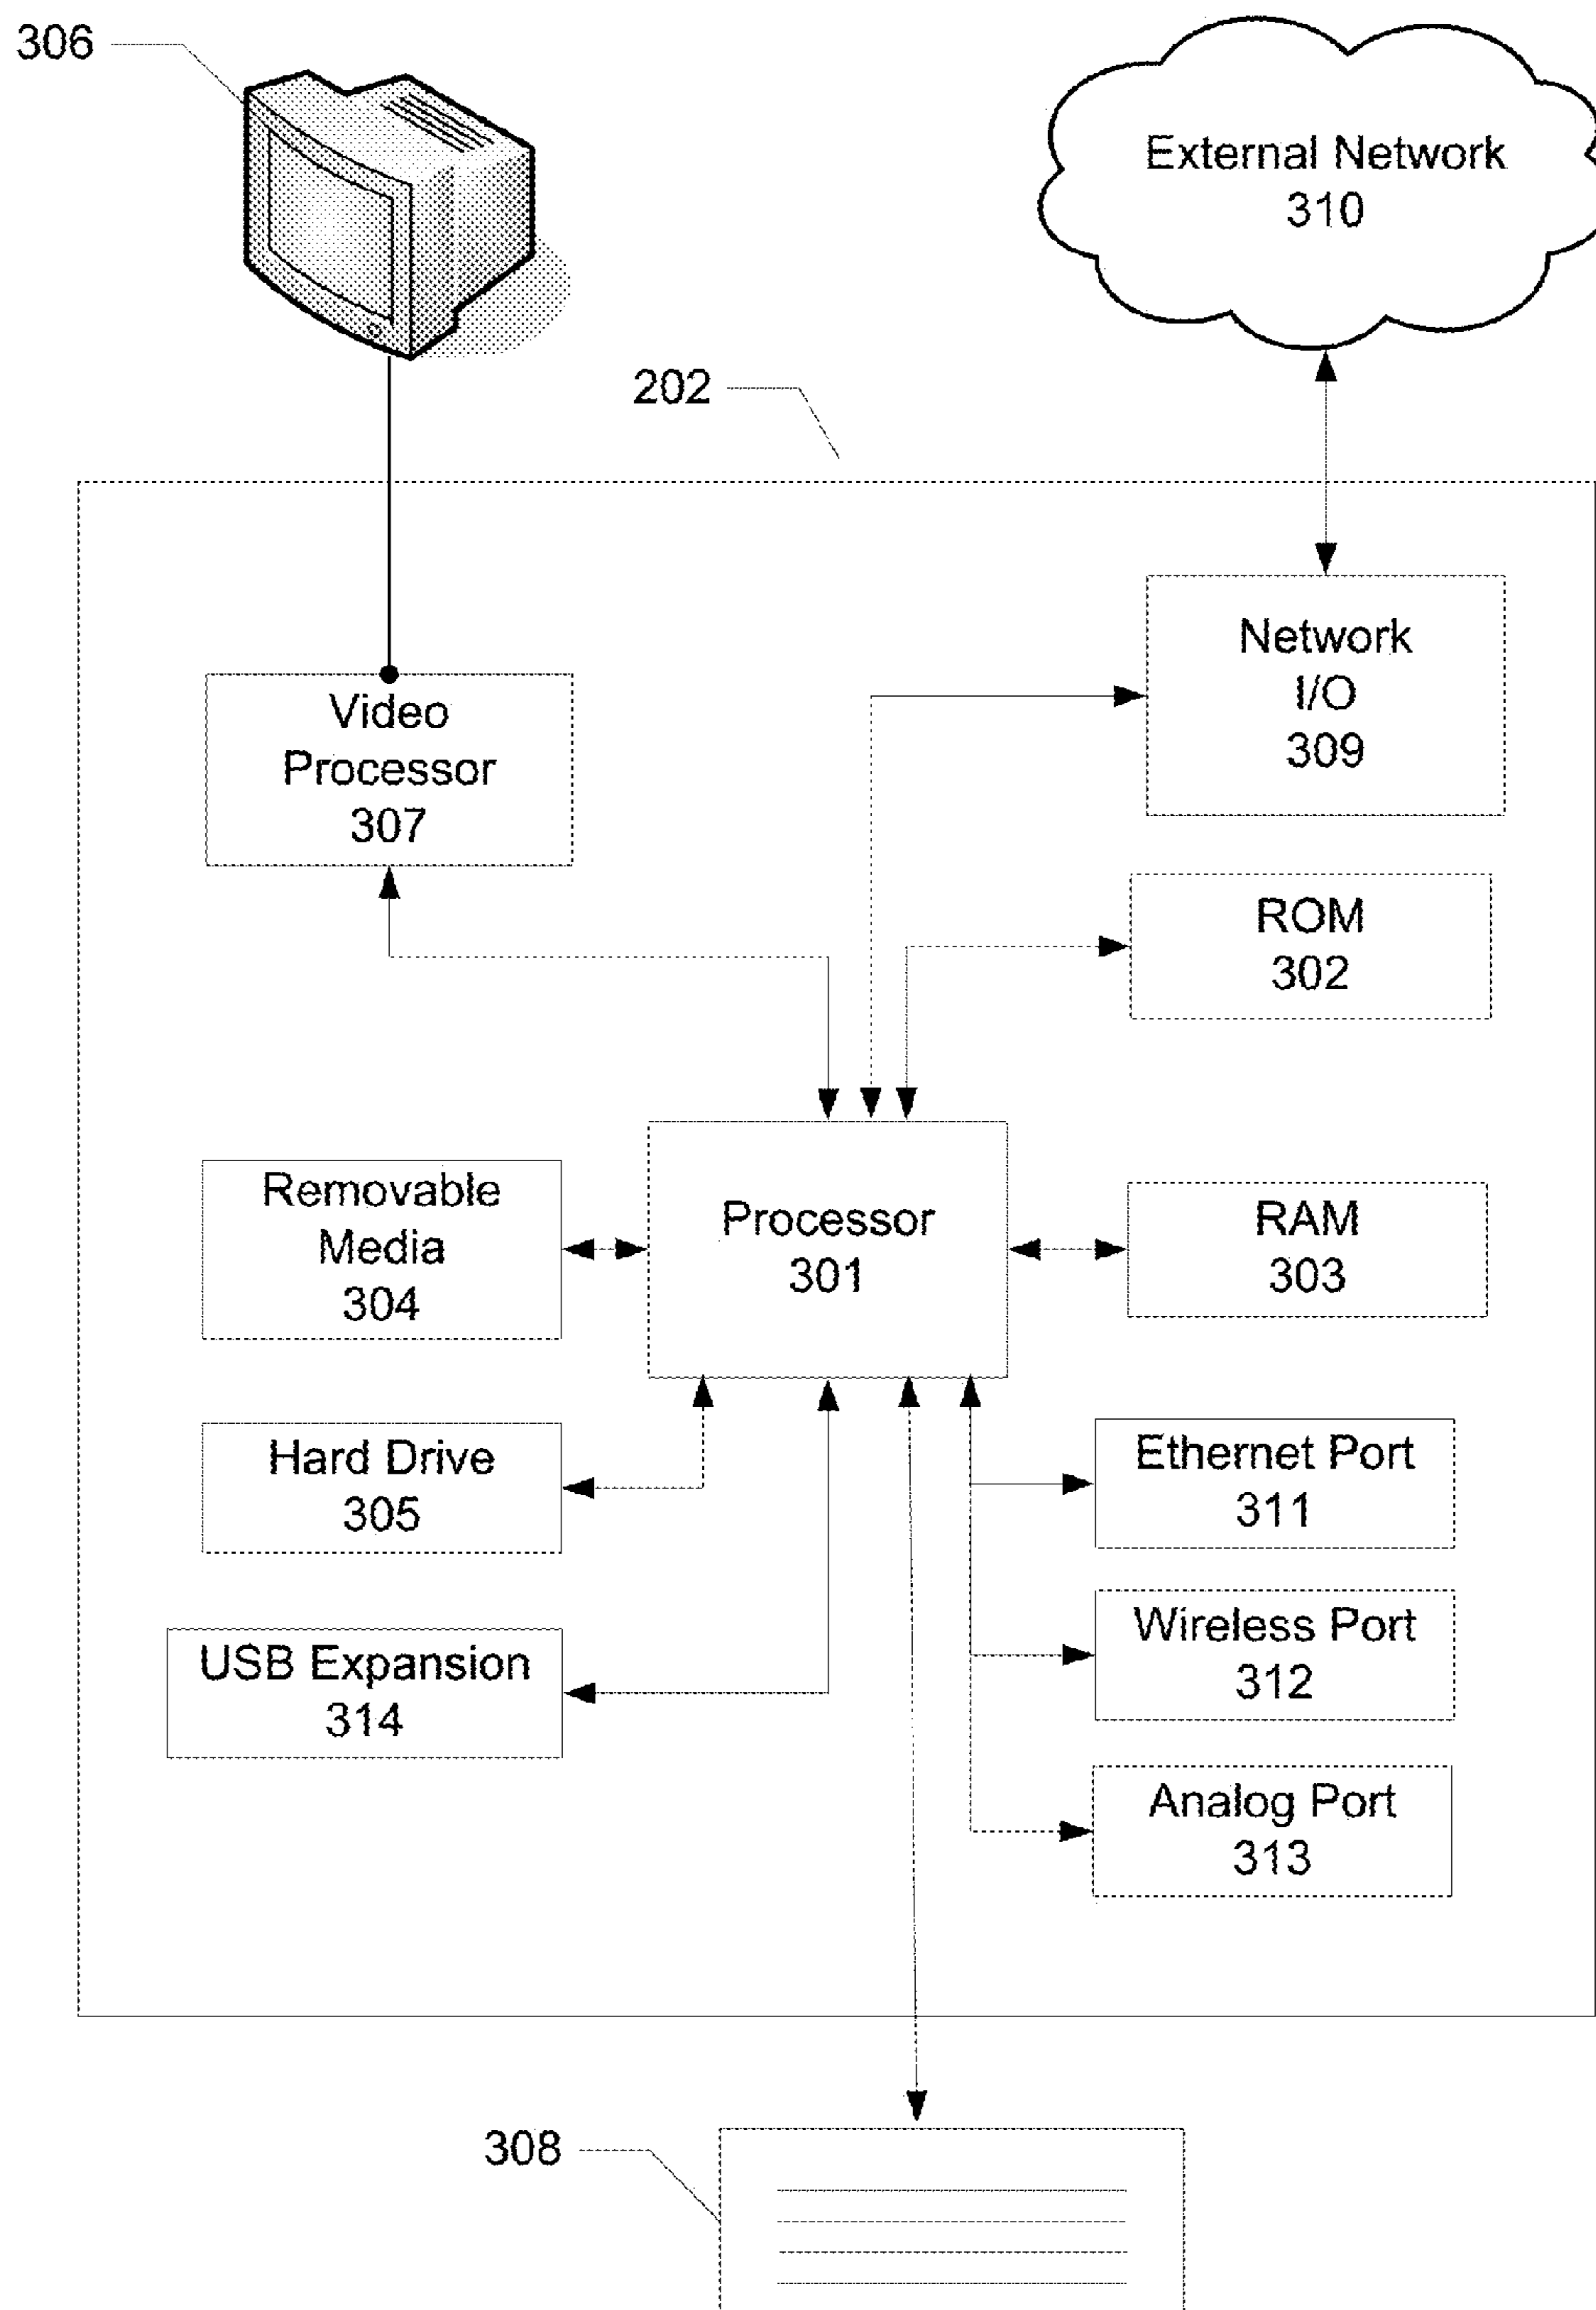 306
External Network
310
202
Network
I/O
309
Video
Processor
307
ROM
302
Removable
Media
304
Processor
301
RAM
303
Hard Drive
305
Ethernet Port
311
USB Expansion
314
Wireless Port
312
Analog Port
313
308